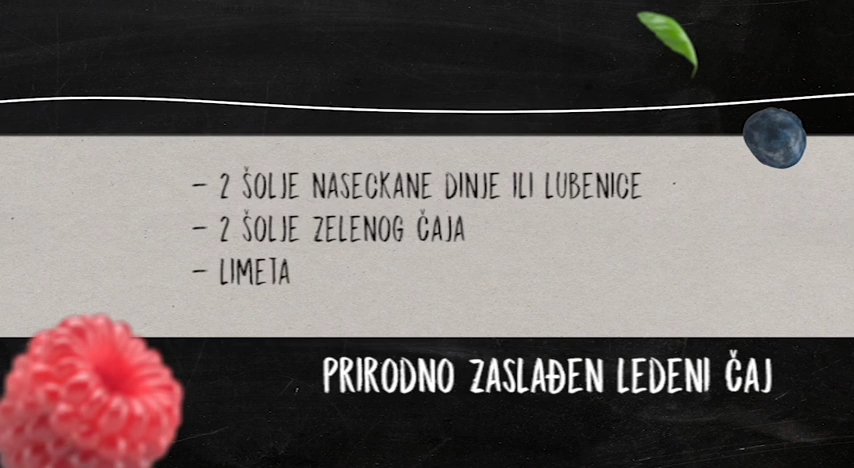 - 2 ŠOLJE NASECKANE DINJE ILI LUBENICE
- 2 ŠOLJE ZELENOG ČAJA
- LIMETA
PRIRODNO ZASLAĐEN LEDENI ČAJ